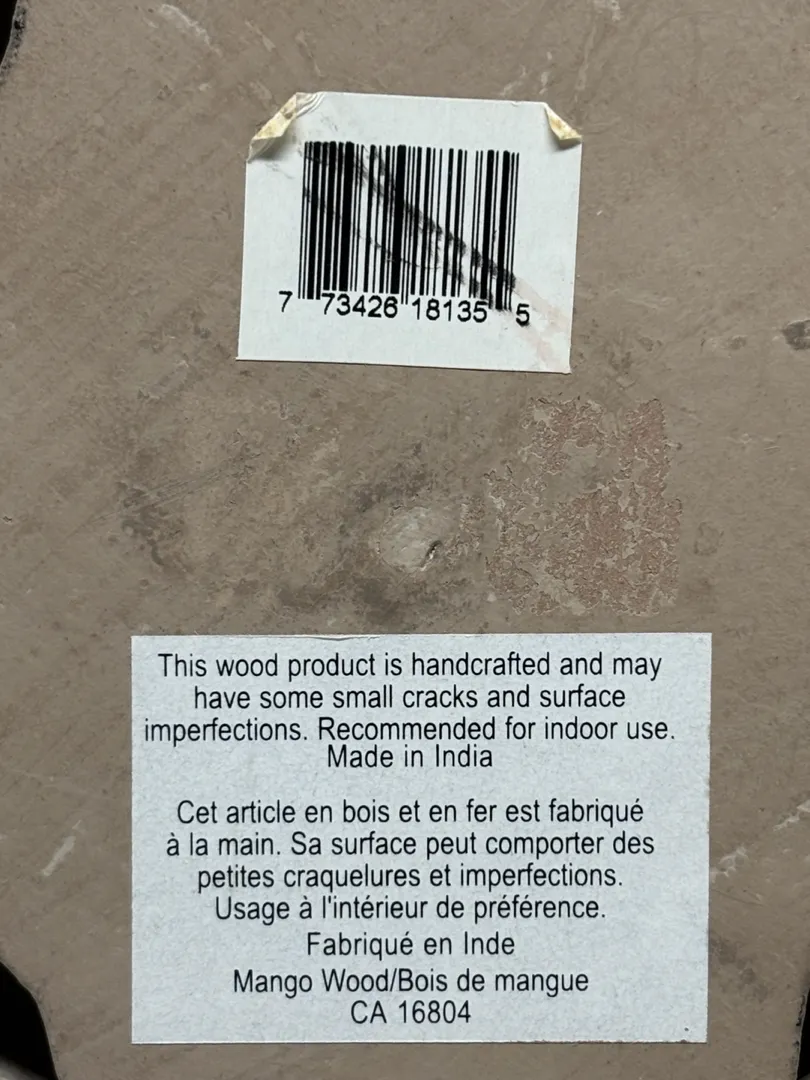 7 73426 18135 5
This wood product is handcrafted and may
have some small cracks and surface
imperfections. Recommended for indoor use.
Made in India
Cet article en bois et en fer est fabriqué
à la main. Sa surface peut comporter des
petites craquelures et imperfections.
Usage à l'intérieur de préférence.
Fabriqué en Inde
Mango Wood/Bois de mangue
CA 16804